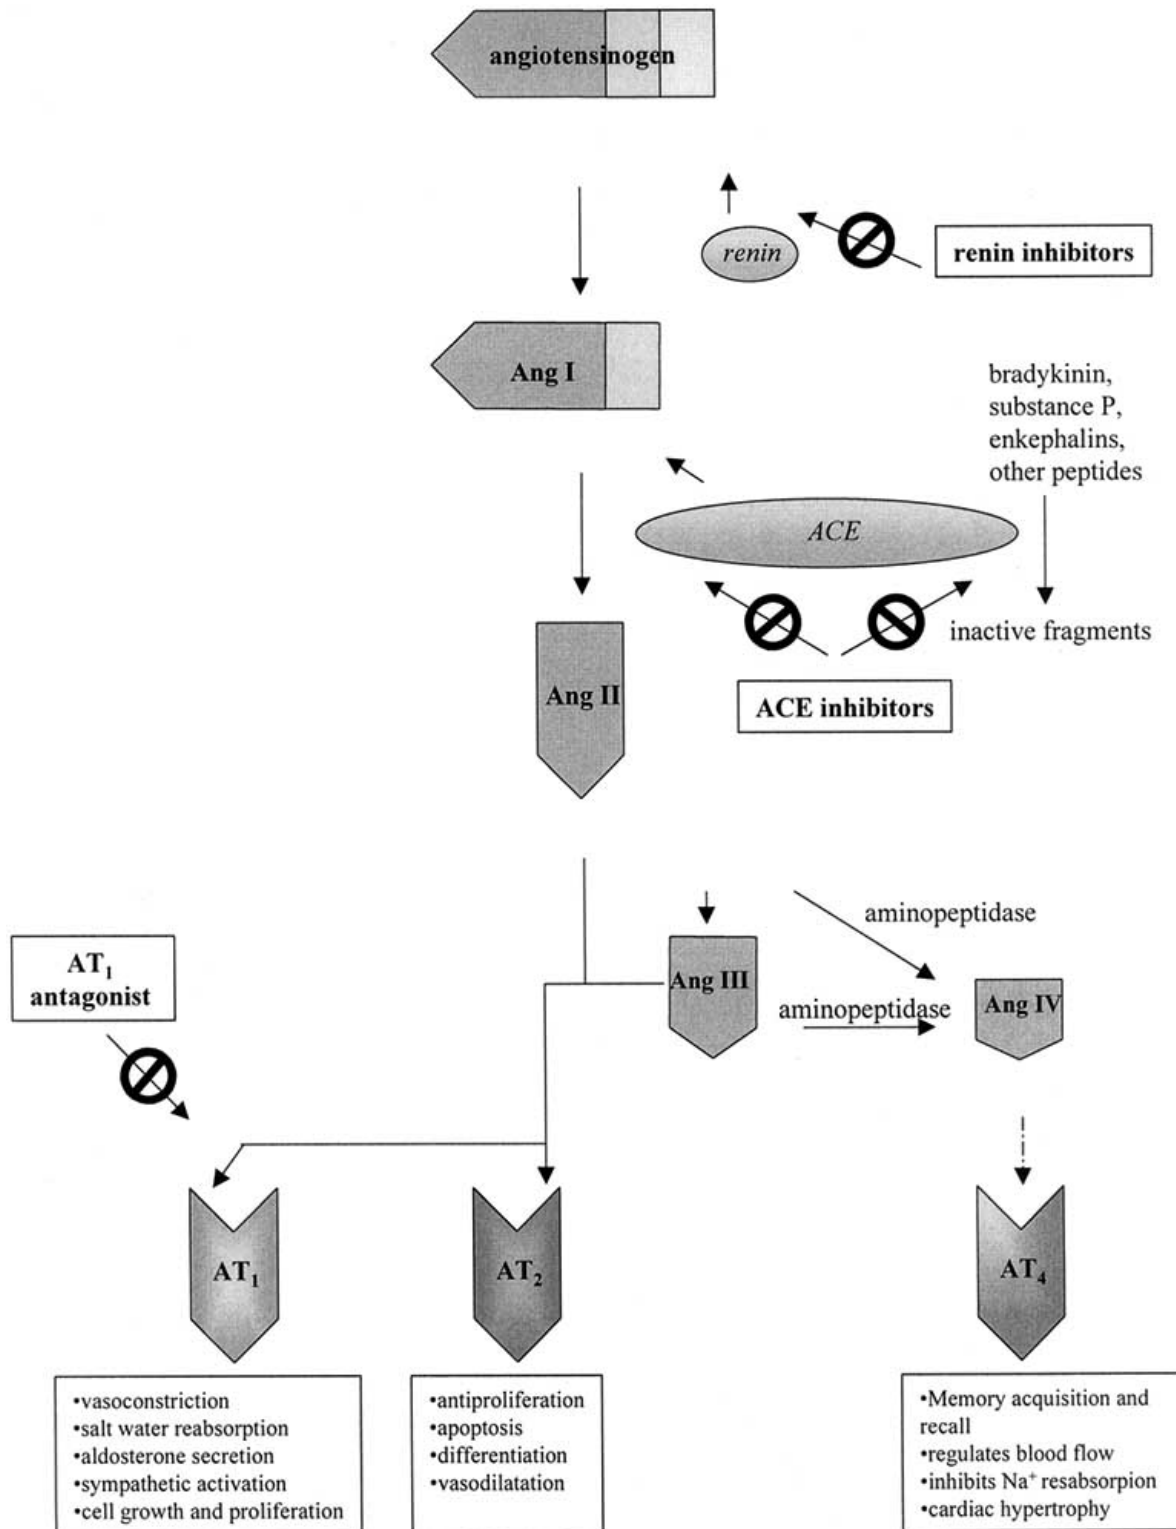 angiotensinogen
renin
renin inhibitors
Ang I
bradykinin,
substance P,
enkephalins,
other peptides
ACE
inactive fragments
Ang II
ACE inhibitors
aminopeptidase
AT₁
antagonist
Ang III
aminopeptidase
Ang IV
AT₁
AT₂
AT₄
•vasoconstriction
•salt water reabsorption
•aldosterone secretion
•sympathetic activation
•cell growth and proliferation
•antiproliferation
•apoptosis
•differentiation
•vasodilatation
•Memory acquisition and
recall
•regulates blood flow
•inhibits Na⁺ resabsorpion
•cardiac hypertrophy